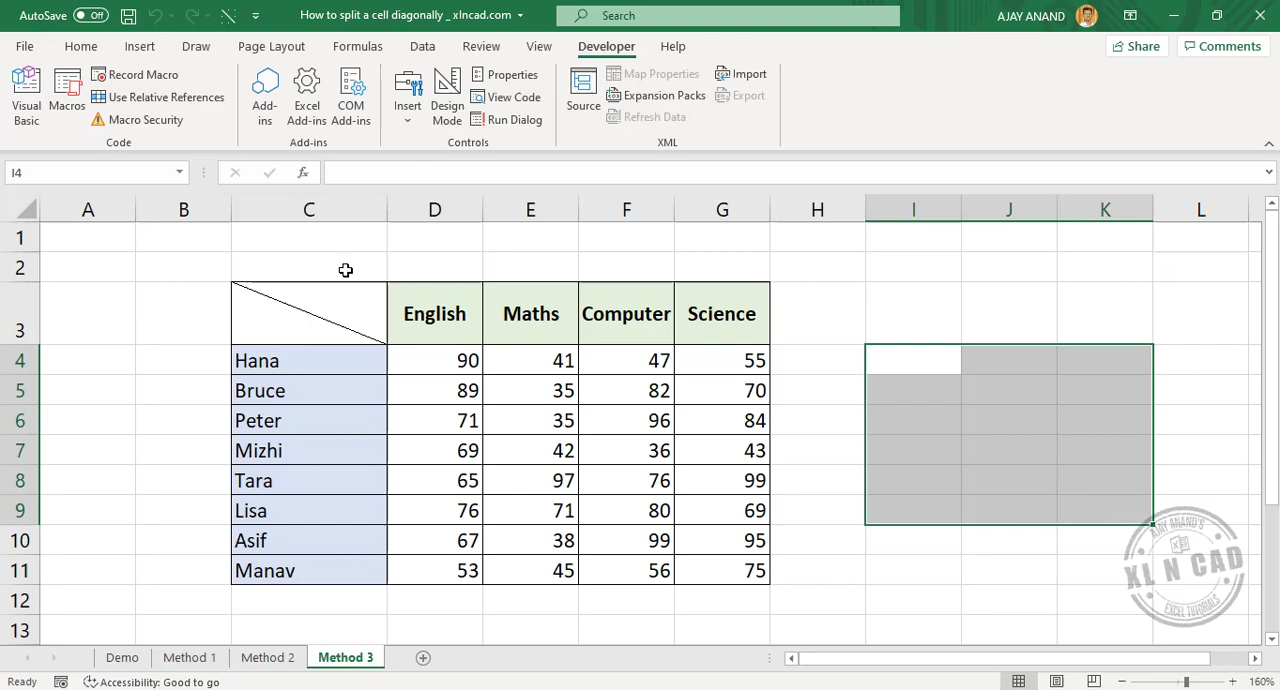 AutoSave Off How to split a cell diagonally _ xlncad.com Search AJAY ANAND
File Home Insert Draw Page Layout Formulas Data Review View Developer Help Share Comments
Visual Basic
Macros
Record Macro
Use Relative References
Macro Security
Code
Add-ins
Excel Add-ins
COM Add-ins
Add-ins
Insert
Design Mode
Properties
View Code
Run Dialog
Controls
Source
Map Properties
Expansion Packs
Refresh Data
Import
Export
XML
I4 fx
A B C D E F G H I J K L
1
2
3 English Maths Computer Science
4 Hana 90 41 47 55
5 Bruce 89 35 82 70
6 Peter 71 35 96 84
7 Mizhi 69 42 36 43
8 Tara 65 97 76 99
9 Lisa 76 71 80 69
10 Asif 67 38 99 95
11 Manav 53 45 56 75
12
13
AJAY ANAND'S
XL N CAD
EXCEL TUTORIALS
Demo Method 1 Method 2 Method 3
Ready Accessibility: Good to go 160%